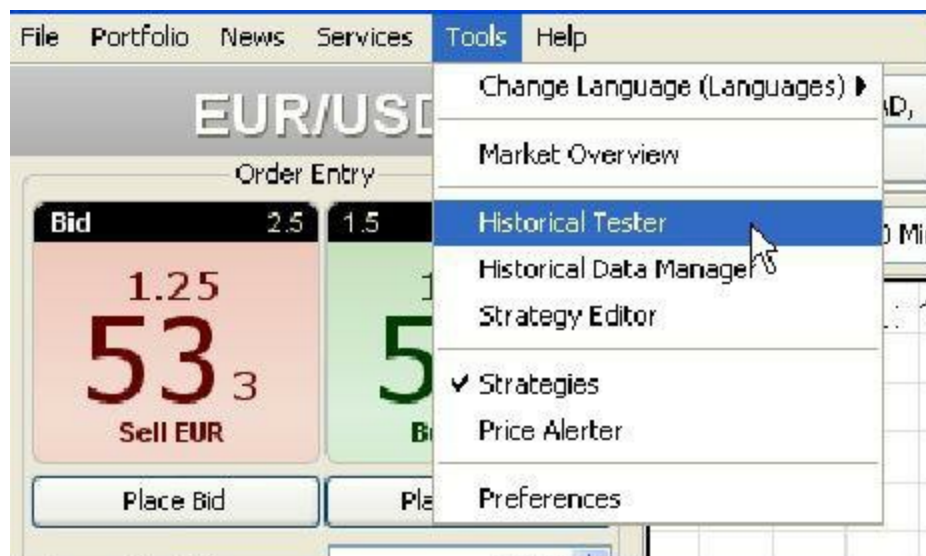 File Portfolio News Services Tools Help
EUR/USD
Order Entry
Bid 2.5 1.5
1.25
53 3
Sell EUR
Place Bid
Change Language (Languages)
Market Overview
Historical Tester
Historical Data Manager
Strategy Editor
Strategies
Price Alerter
Preferences